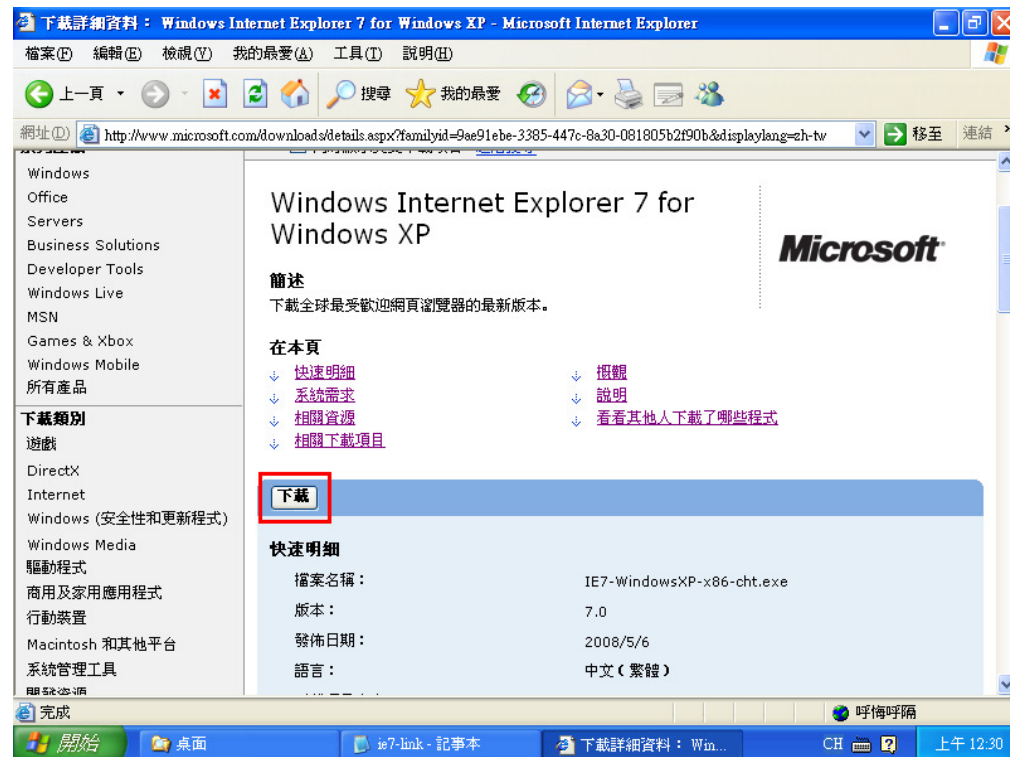 下載詳細資料： Windows Internet Explorer 7 for Windows XP - Microsoft Internet Explorer
檔案(F) 編輯(E) 檢視(V) 我的最愛(A) 工具(T) 說明(H)
上一頁 搜尋 我的最愛
網址(D) http://www.microsoft.com/downloads/details.aspx?familyid=9ae91ebe-3385-447c-8a30-081805b2f90b&displaylang=zh-tw 移至 連結 »
Windows
Office
Servers
Business Solutions
Developer Tools
Windows Live
MSN
Games & Xbox
Windows Mobile
所有產品
下載類別
遊戲
DirectX
Internet
Windows (安全性和更新程式)
Windows Media
驅動程式
商用及家用應用程式
行動裝置
Macintosh 和其他平台
系統管理工具
開發資源
Windows Internet Explorer 7 for
Windows XP
Microsoft
簡述
下載全球最受歡迎網頁瀏覽器的最新版本。
在本頁
快速明細 概觀
系統需求 說明
相關資源 看看其他人下載了哪些程式
相關下載項目
下載
快速明細
檔案名稱： IE7-WindowsXP-x86-cht.exe
版本： 7.0
發佈日期： 2008/5/6
語言： 中文(繁體)
完成 呼悔呼隔
開始 桌面 ie7-link - 記事本 下載詳細資料： Win... CH 上午 12:30